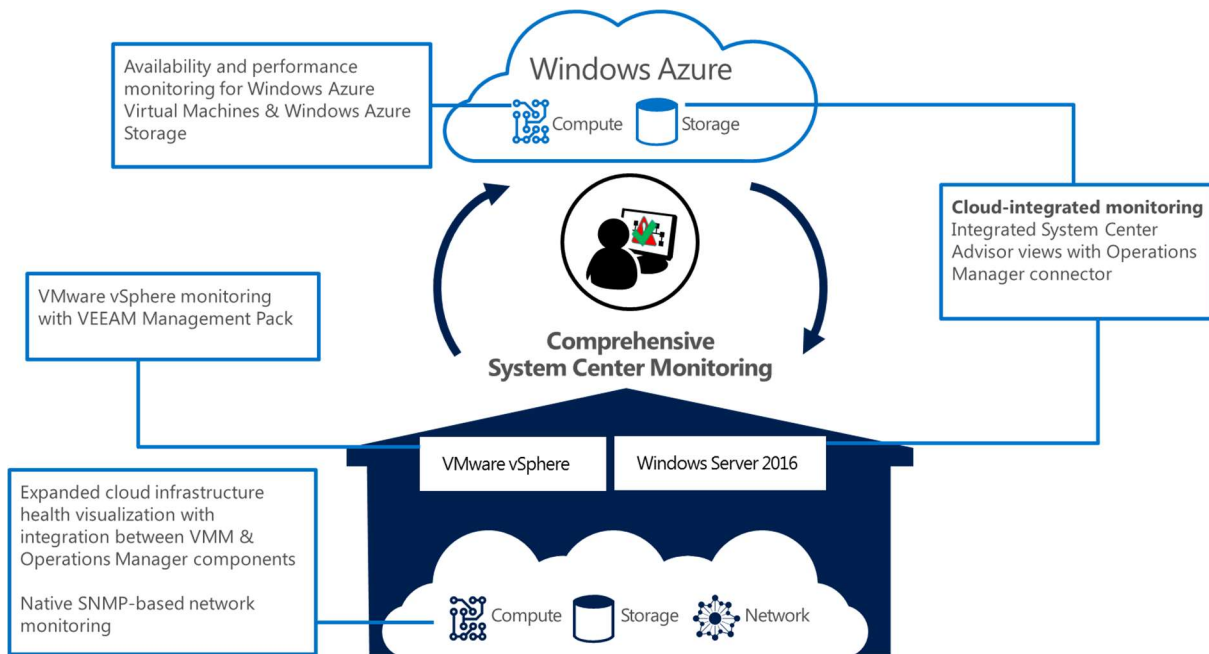 Windows Azure
Compute
Storage
Availability and performance
monitoring for Windows Azure
Virtual Machines & Windows Azure
Storage
Cloud-integrated monitoring
Integrated System Center
Advisor views with Operations
Manager connector
VMware vSphere monitoring
with VEEAM Management Pack
Comprehensive
System Center Monitoring
VMware vSphere
Windows Server 2016
Expanded cloud infrastructure
health visualization with
integration between VMM &
Operations Manager components
Native SNMP-based network
monitoring
Compute
Storage
Network